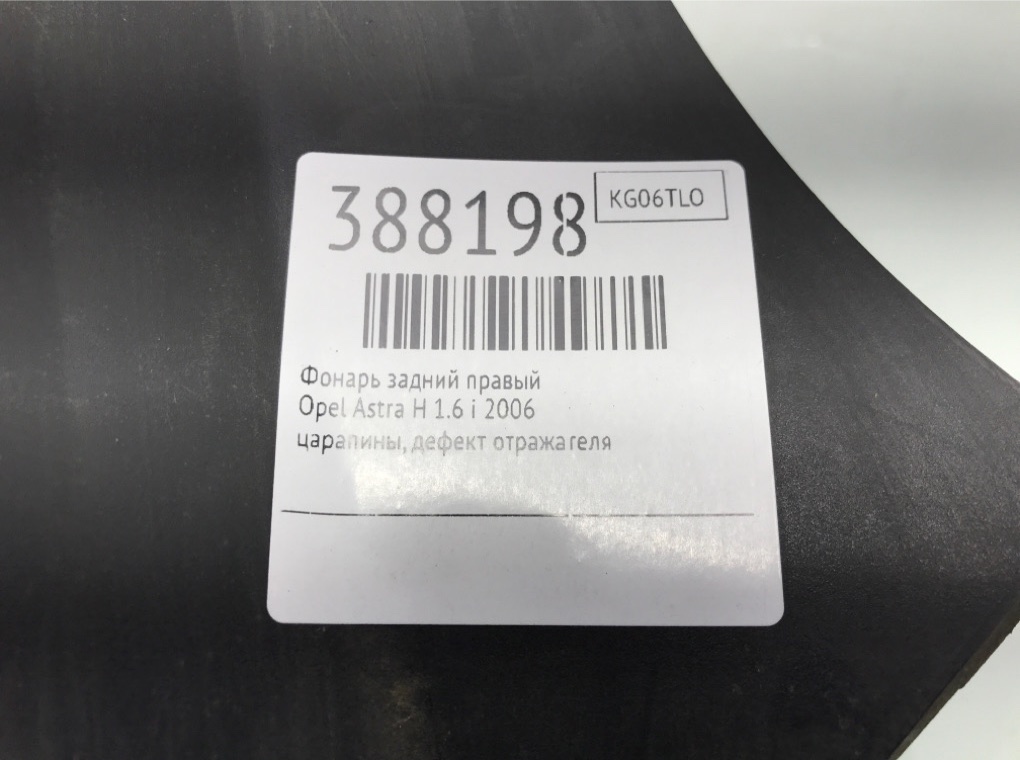 388198
KG06TLO
Фонарь задний правый
Opel Astra H 1.6 i 2006
царапины, дефект отражателя